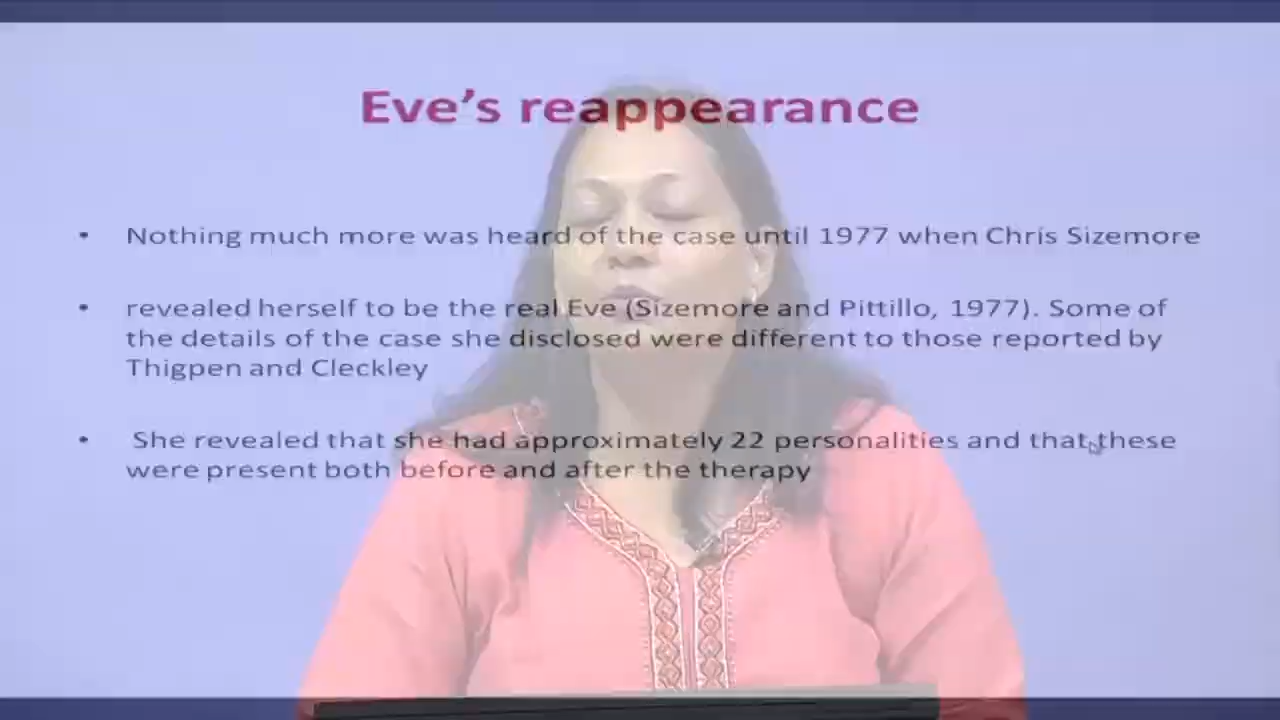 Eve's reappearance
• Nothing much more was heard of the case until 1977 when Chris Sizemore
• revealed herself to be the real Eve (Sizemore and Pittillo, 1977). Some of
the details of the case she disclosed were different to those reported by
Thigpen and Cleckley
• She revealed that she had approximately 22 personalities and that these
were present both before and after the therapy